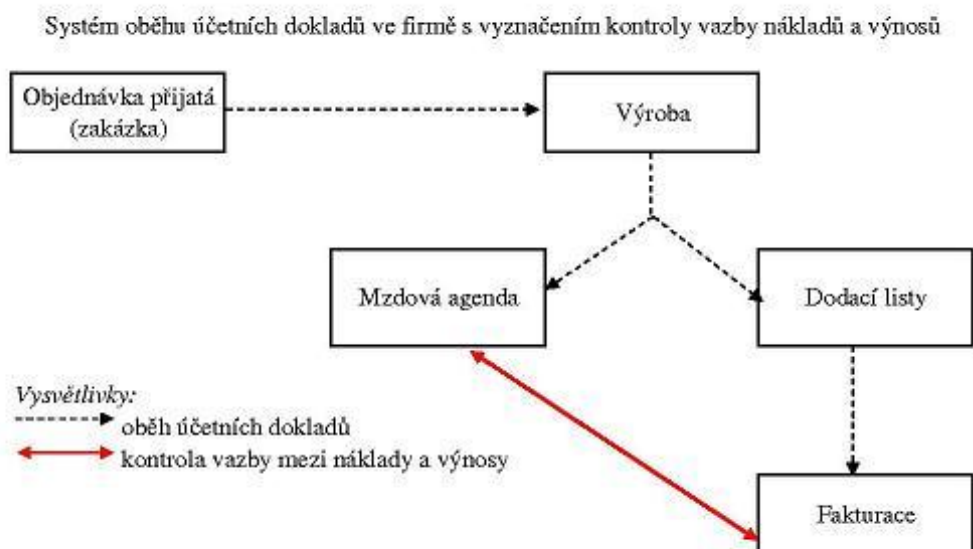 Systém oběhu účetních dokladů ve firmě s vyznačením kontroly vazby nákladů a výnosů
Objednávka přijatá
(zakázka)
Výroba
Mzdová agenda
Dodací listy
Vysvětlivky:
oběh účetních dokladů
kontrola vazby mezi náklady a výnosy
Fakturace